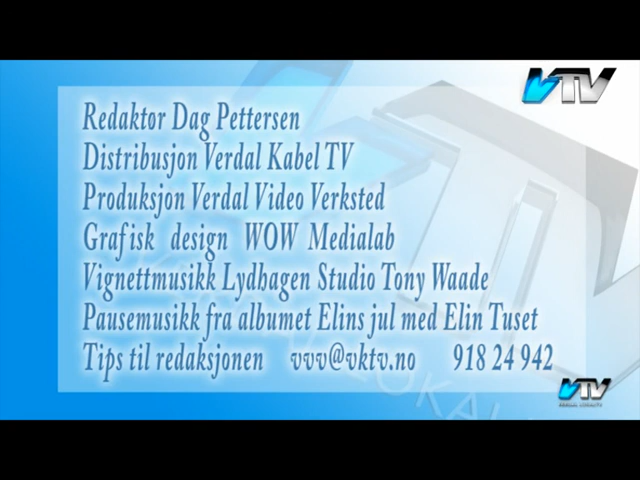 VTV
Redaktør Dag Pettersen
Distribusjon Verdal Kabel TV
Produksjon Verdal Video Verksted
Grafisk design WOW Medialab
Vignettmusikk Lydhagen Studio Tony Waade
Pausemusikk fra albumet Elins jul med Elin Tuset
Tips til redaksjonen vvv@vktv.no 918 24 942
VTV
VERDAL LOKALTV